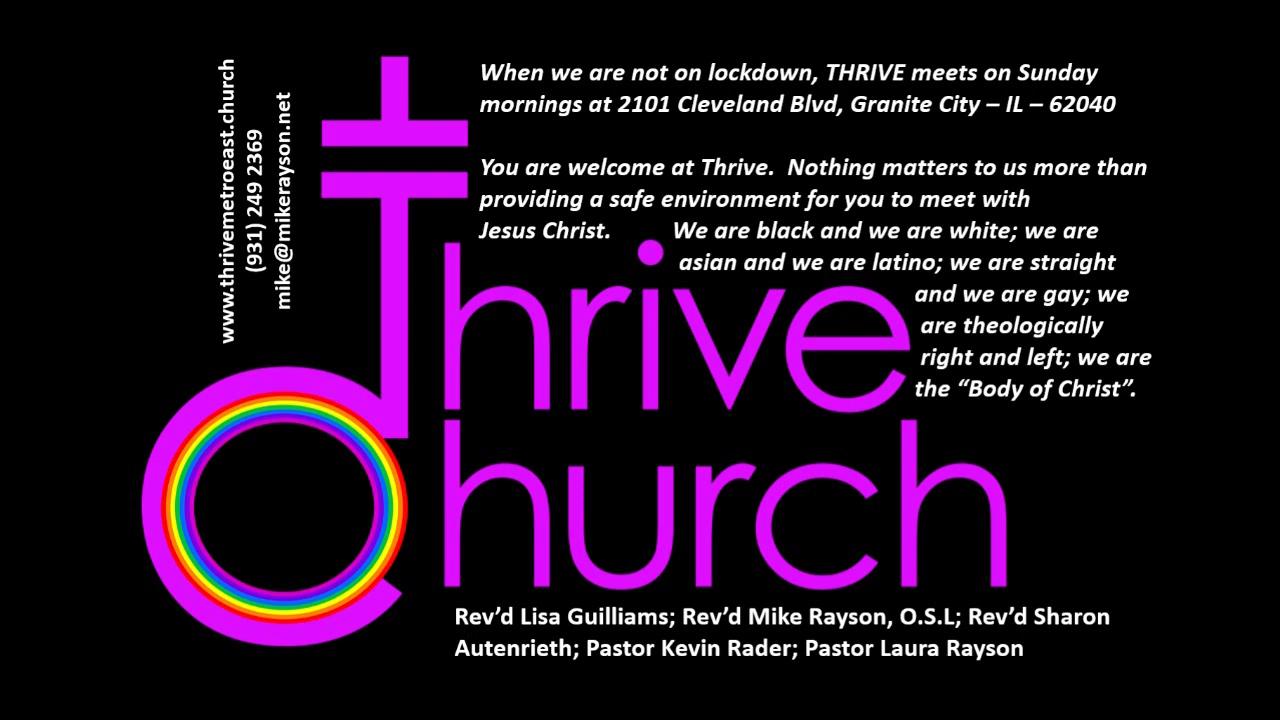 www.thrivemetroeast.church
(931) 249 2369
mike@mikerayson.net
When we are not on lockdown, THRIVE meets on Sunday
mornings at 2101 Cleveland Blvd, Granite City – IL – 62040
You are welcome at Thrive.  Nothing matters to us more than
providing a safe environment for you to meet with
Jesus Christ. We are black and we are white; we are
asian and we are latino; we are straight
and we are gay; we
are theologically
right and left; we are
the “Body of Christ”.
Thrive
Church
Rev’d Lisa Guilliams; Rev’d Mike Rayson, O.S.L; Rev’d Sharon
Autenrieth; Pastor Kevin Rader; Pastor Laura Rayson